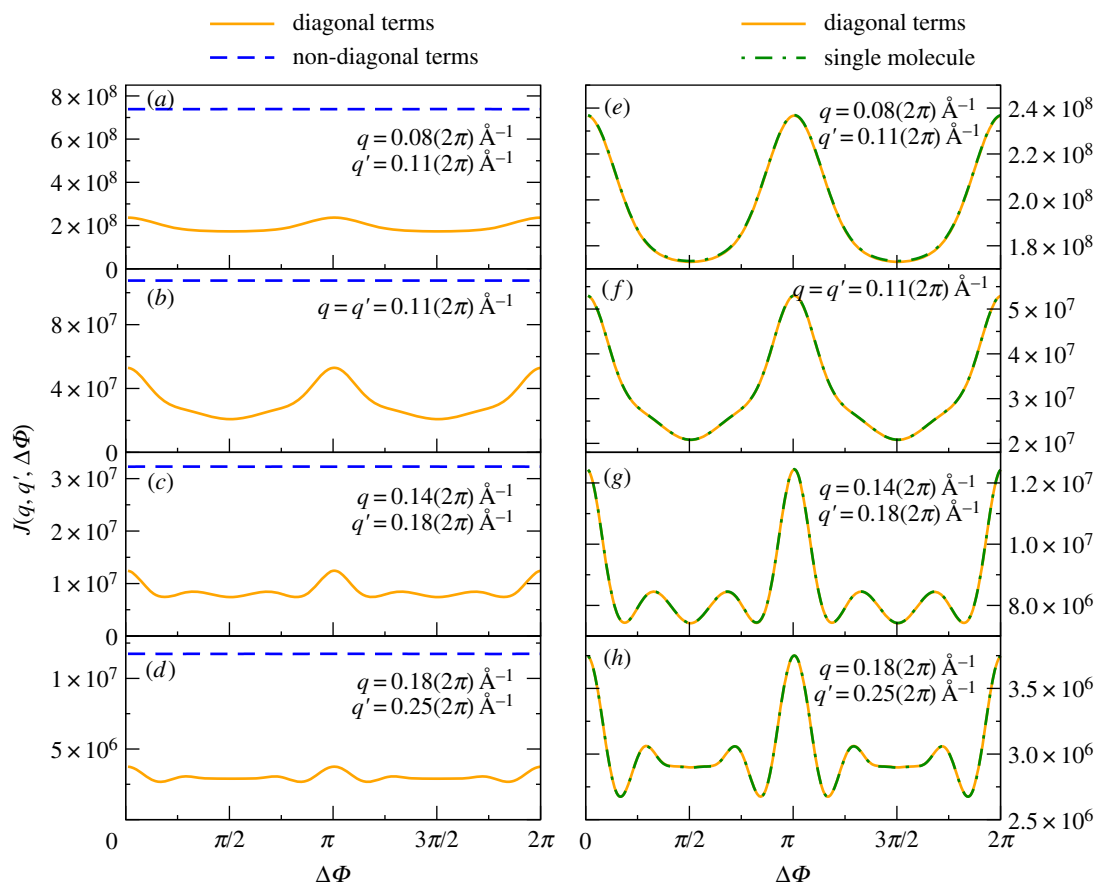 diagonal terms
non-diagonal terms
diagonal terms
single molecule
J(q, q′, ΔΦ)
(a)
q = 0.08(2π) Å⁻¹
q′ = 0.11(2π) Å⁻¹
8 × 10⁸
6 × 10⁸
4 × 10⁸
2 × 10⁸
0
(b)
q = q′ = 0.11(2π) Å⁻¹
8 × 10⁷
4 × 10⁷
0
(c)
q = 0.14(2π) Å⁻¹
q′ = 0.18(2π) Å⁻¹
3 × 10⁷
2 × 10⁷
1 × 10⁷
0
(d)
q = 0.18(2π) Å⁻¹
q′ = 0.25(2π) Å⁻¹
1 × 10⁷
5 × 10⁶
0 π/2 π 3π/2 2π
ΔΦ
(e)
q = 0.08(2π) Å⁻¹
q′ = 0.11(2π) Å⁻¹
2.4 × 10⁸
2.2 × 10⁸
2.0 × 10⁸
1.8 × 10⁸
(f)
q = q′ = 0.11(2π) Å⁻¹
5 × 10⁷
4 × 10⁷
3 × 10⁷
2 × 10⁷
(g)
q = 0.14(2π) Å⁻¹
q′ = 0.18(2π) Å⁻¹
1.2 × 10⁷
1.0 × 10⁷
8.0 × 10⁶
(h)
q = 0.18(2π) Å⁻¹
q′ = 0.25(2π) Å⁻¹
3.5 × 10⁶
3.0 × 10⁶
2.5 × 10⁶
0 π/2 π 3π/2 2π
ΔΦ